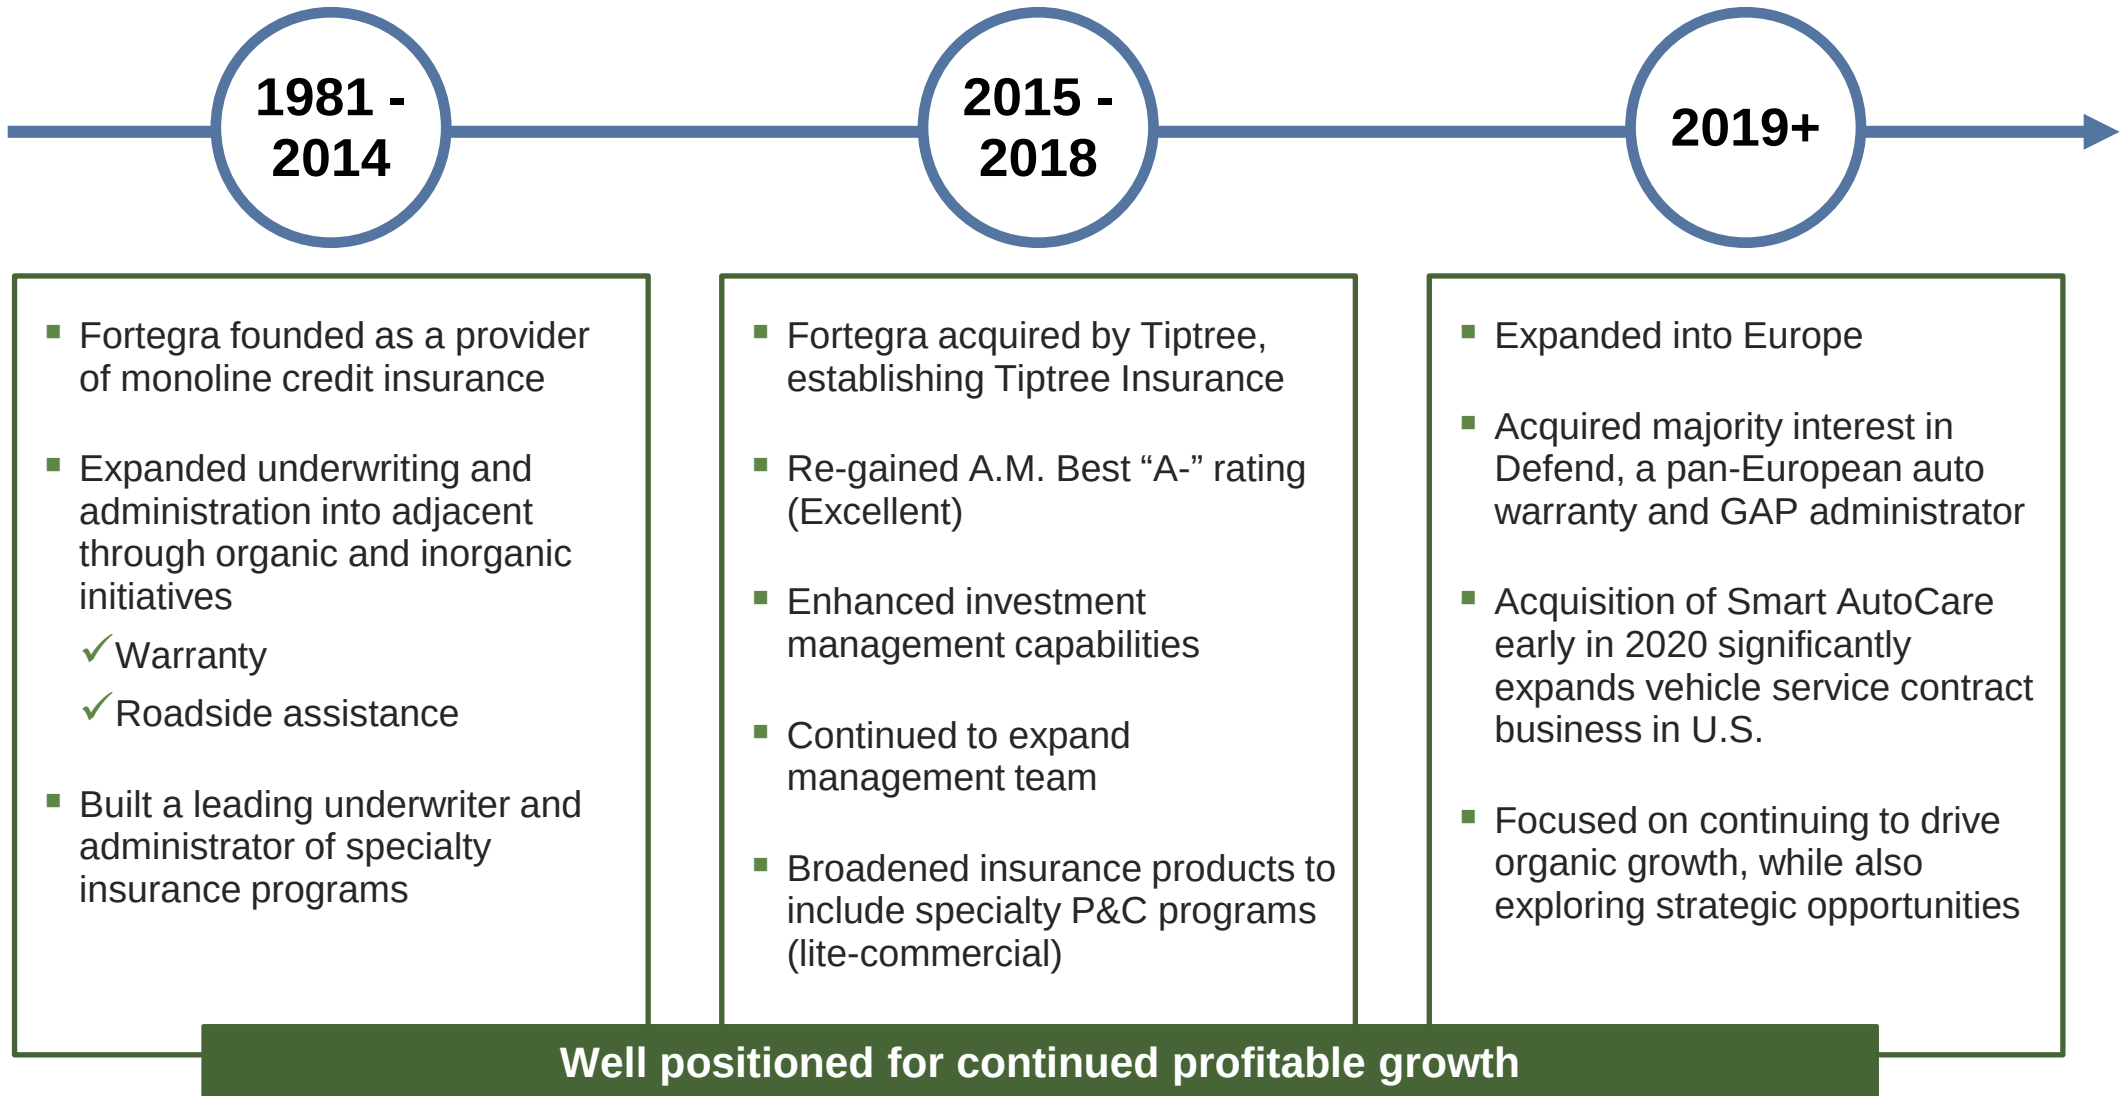 1981 -
2014
2015 -
2018
2019+
Fortegra founded as a provider
of monoline credit insurance
Expanded underwriting and
administration into adjacent
through organic and inorganic
initiatives
Warranty
Roadside assistance
Built a leading underwriter and
administrator of specialty
insurance programs
Fortegra acquired by Tiptree,
establishing Tiptree Insurance
Re-gained A.M. Best “A-” rating
(Excellent)
Enhanced investment
management capabilities
Continued to expand
management team
Broadened insurance products to
include specialty P&C programs
(lite-commercial)
Expanded into Europe
Acquired majority interest in
Defend, a pan-European auto
warranty and GAP administrator
Acquisition of Smart AutoCare
early in 2020 significantly
expands vehicle service contract
business in U.S.
Focused on continuing to drive
organic growth, while also
exploring strategic opportunities
Well positioned for continued profitable growth